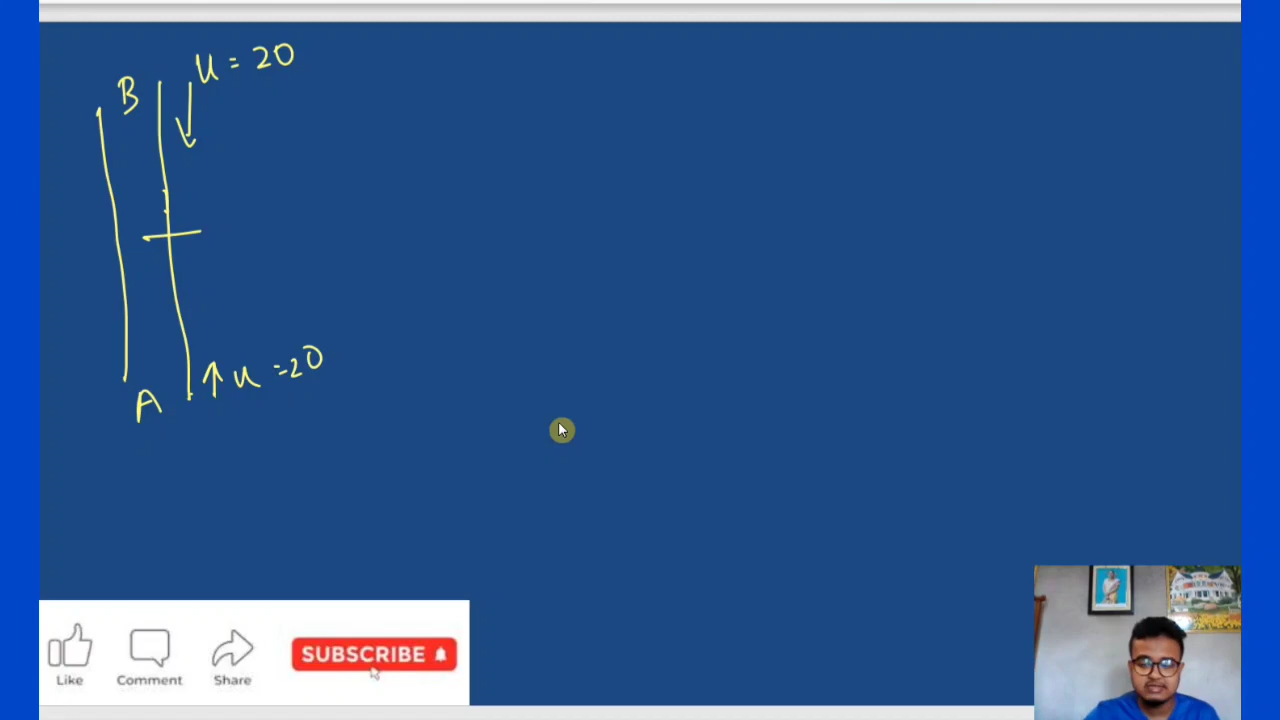 B
u = 20
A
↑ u = 20
Like
Comment
Share
SUBSCRIBE